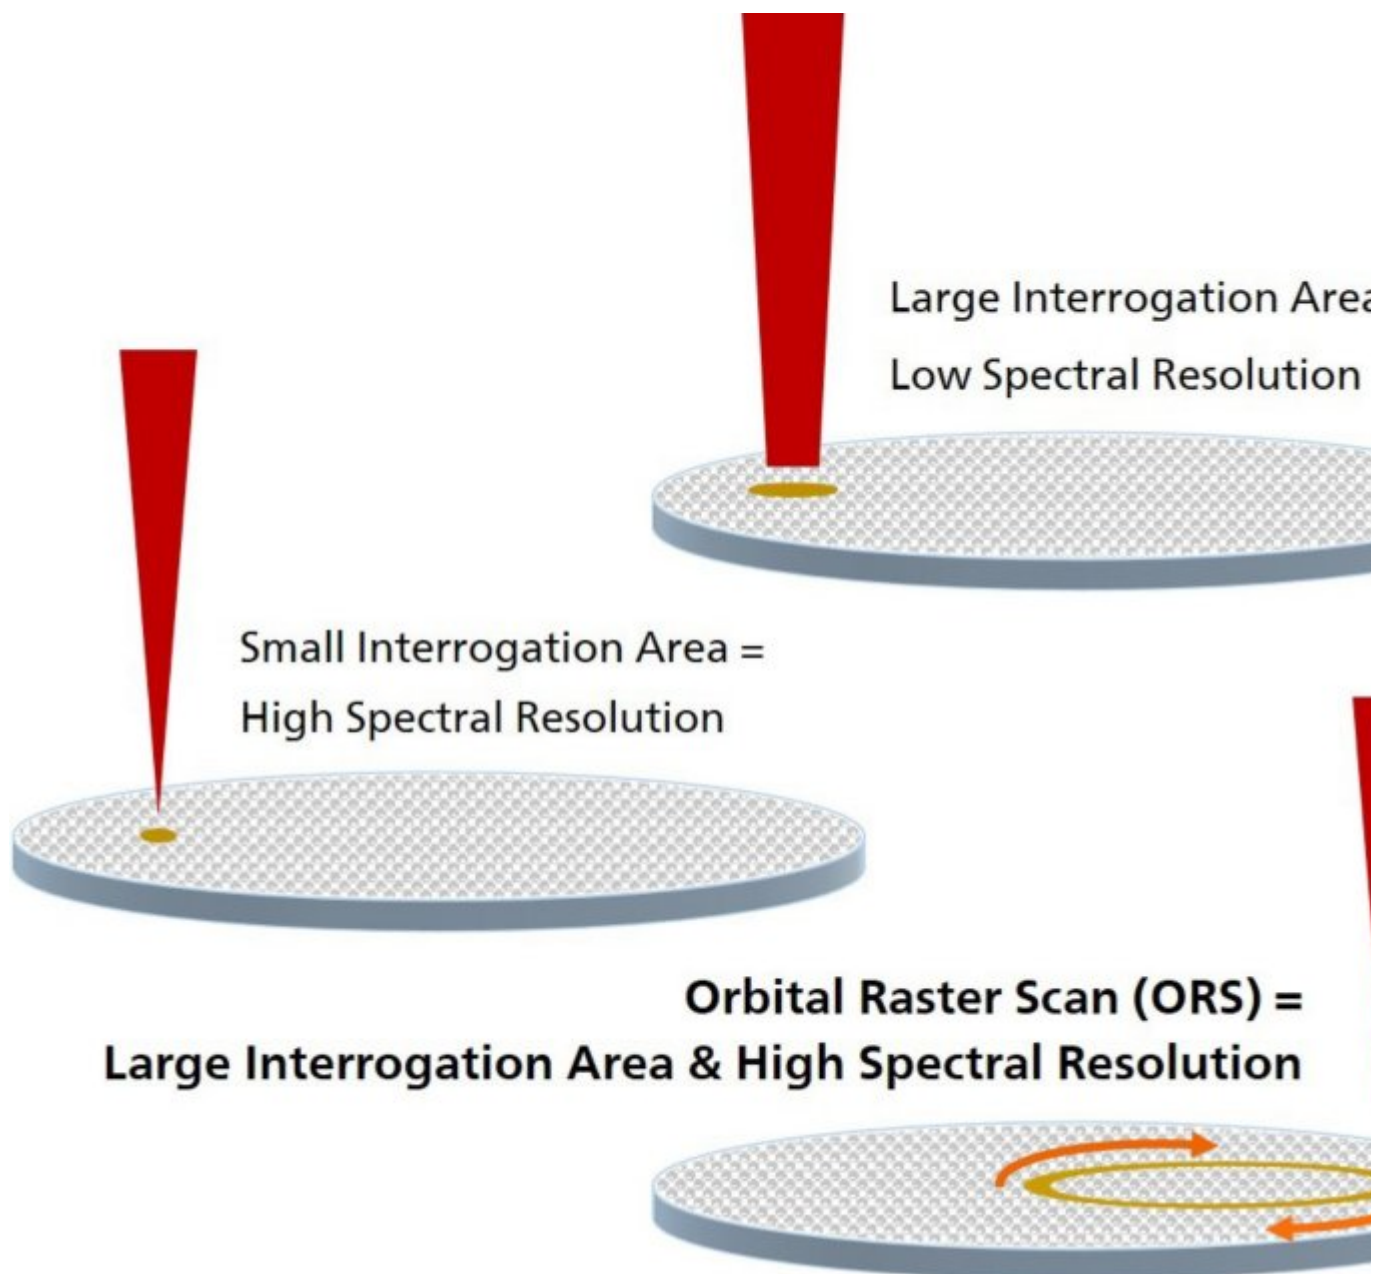 Large Interrogation Area
Low Spectral Resolution
Small Interrogation Area =
High Spectral Resolution
Orbital Raster Scan (ORS) =
Large Interrogation Area & High Spectral Resolution